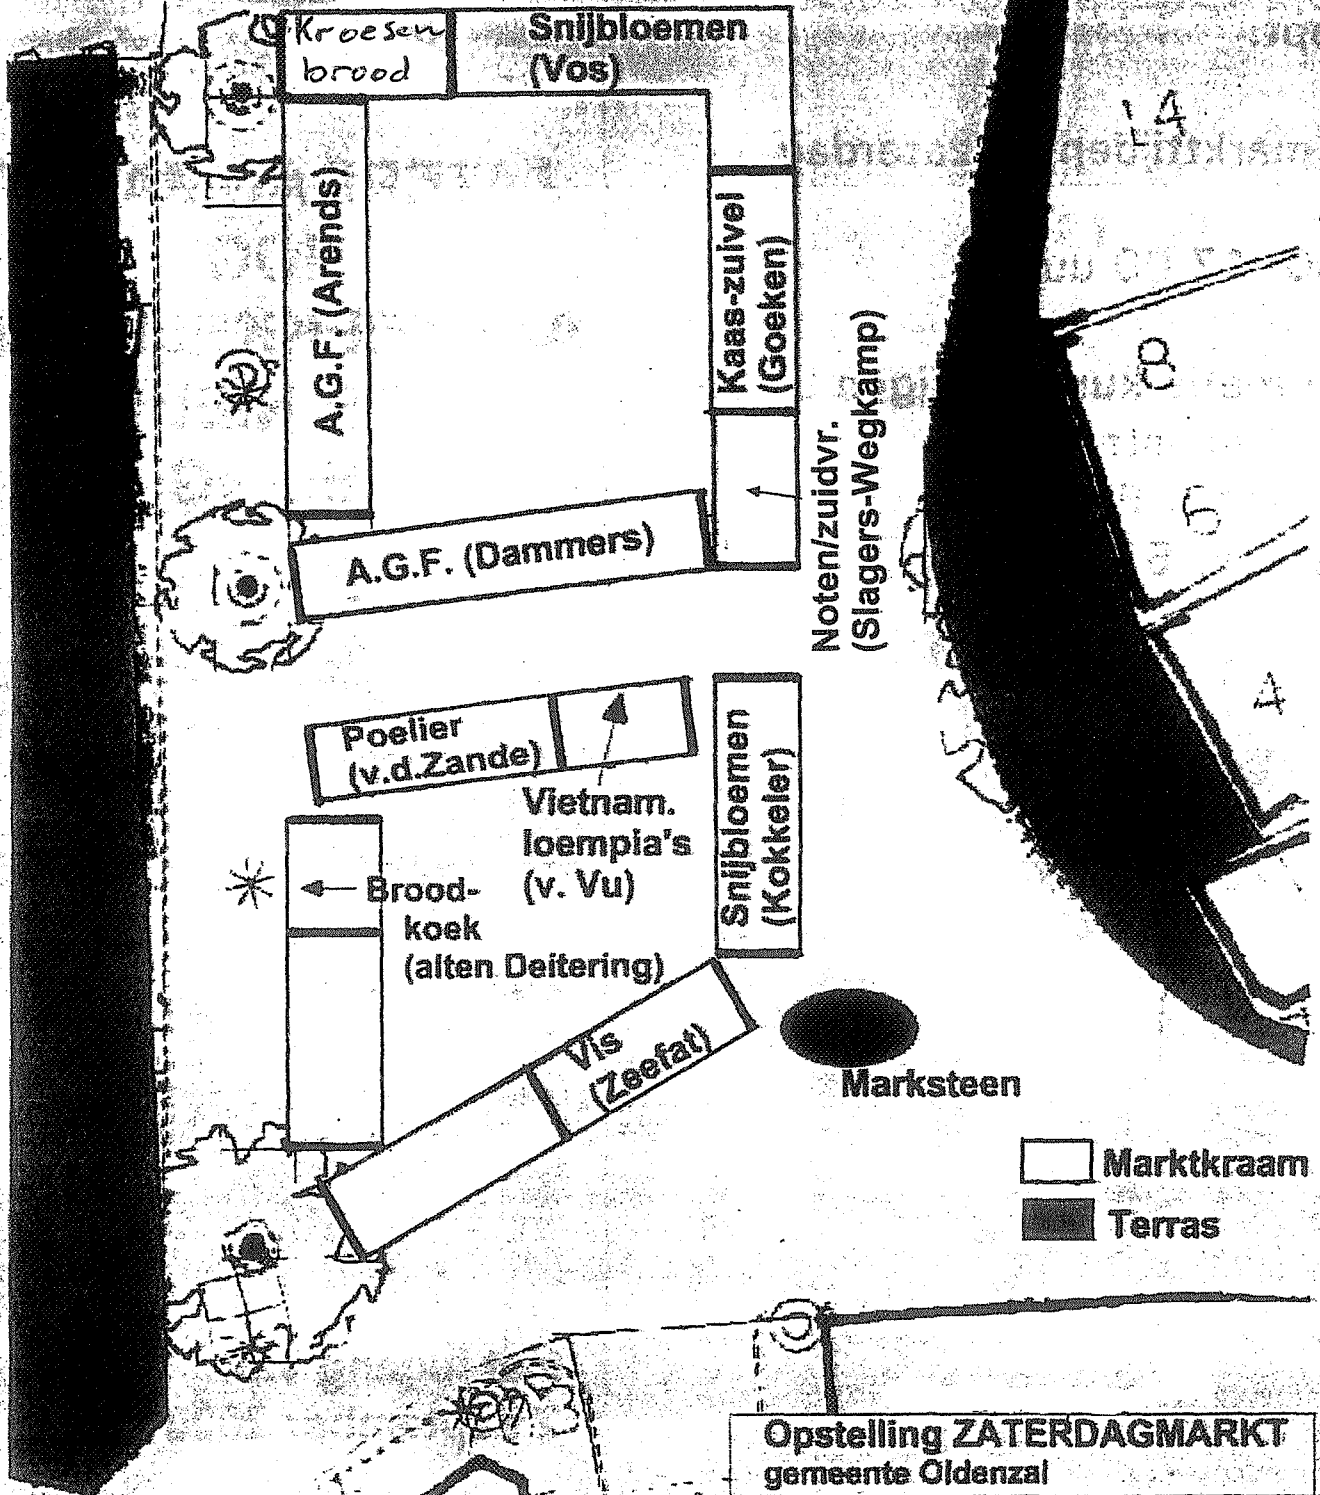 Kroesen
brood
Snijbloemen
(Vos)
14
A.G.F. (Arends)
Kaas-zuivel
(Goeken)
8
Noten/zuidvr.
(Slagers-Wegkamp)
6
A.G.F. (Dammers)
4
Poelier
(v.d.Zande)
Vietnam.
loempia's
(v. Vu)
Snijbloemen
(Kokkeler)
Brood-
koek
(alten Deitering)
Vis
(Zeefat)
Marksteen
Marktkraam
Terras
Opstelling ZATERDAGMARKT
gemeente Oldenzal